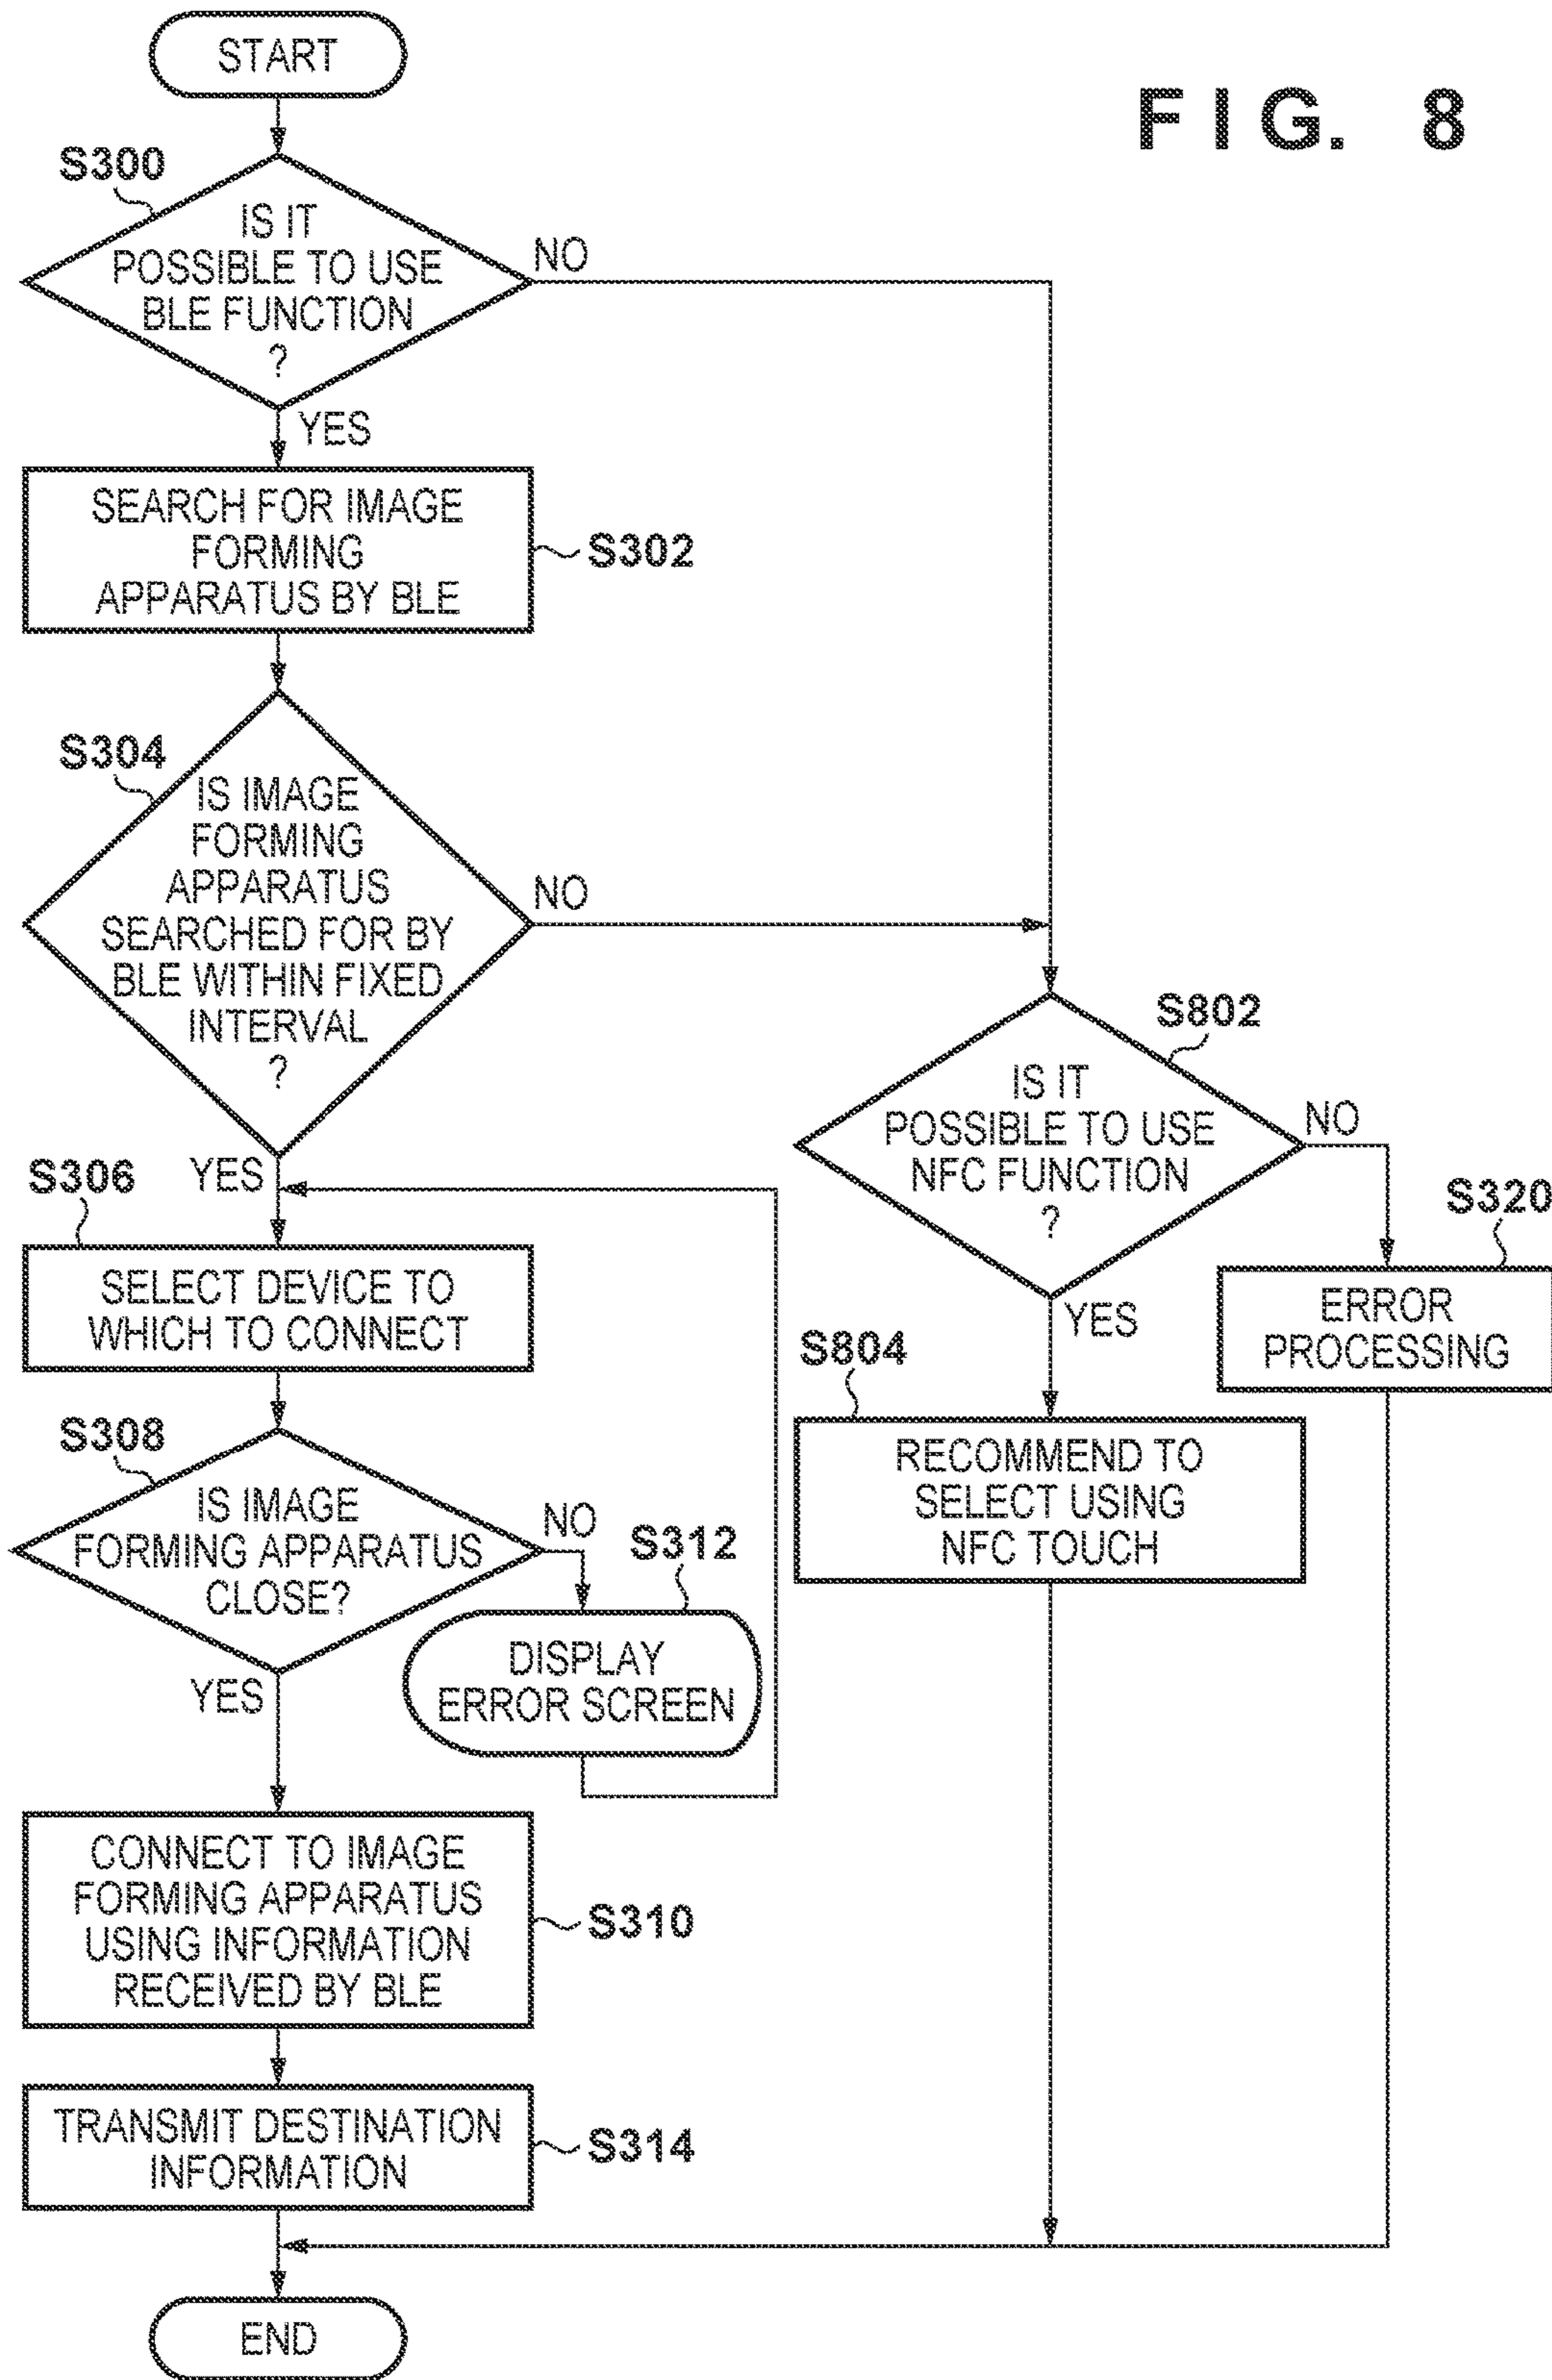 FIG. 8
START
S300
IS IT
POSSIBLE TO USE
BLE FUNCTION
?
NO
YES
SEARCH FOR IMAGE
FORMING
APPARATUS BY BLE
S302
S304
IS IMAGE
FORMING
APPARATUS
SEARCHED FOR BY
BLE WITHIN FIXED
INTERVAL
?
NO
YES
S306
SELECT DEVICE TO
WHICH TO CONNECT
S308
IS IMAGE
FORMING APPARATUS
CLOSE?
NO
S312
DISPLAY
ERROR SCREEN
YES
CONNECT TO IMAGE
FORMING APPARATUS
USING INFORMATION
RECEIVED BY BLE
S310
TRANSMIT DESTINATION
INFORMATION
S314
S802
IS IT
POSSIBLE TO USE
NFC FUNCTION
?
NO
S320
ERROR
PROCESSING
YES
S804
RECOMMEND TO
SELECT USING
NFC TOUCH
END